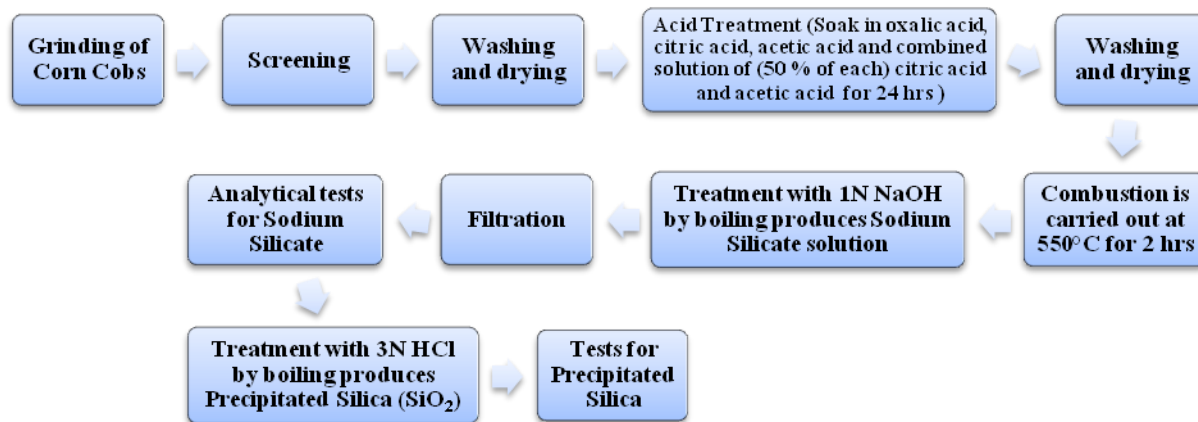 Grinding of
Corn Cobs
Screening
Washing
and drying
Acid Treatment (Soak in oxalic acid,
citric acid, acetic acid and combined
solution of (50 % of each) citric acid
and acetic acid for 24 hrs )
Washing
and drying
Combustion is
carried out at
550°C for 2 hrs
Treatment with 1N NaOH
by boiling produces Sodium
Silicate solution
Filtration
Analytical tests
for Sodium
Silicate
Treatment with 3N HCl
by boiling produces
Precipitated Silica (SiO₂)
Tests for
Precipitated
Silica